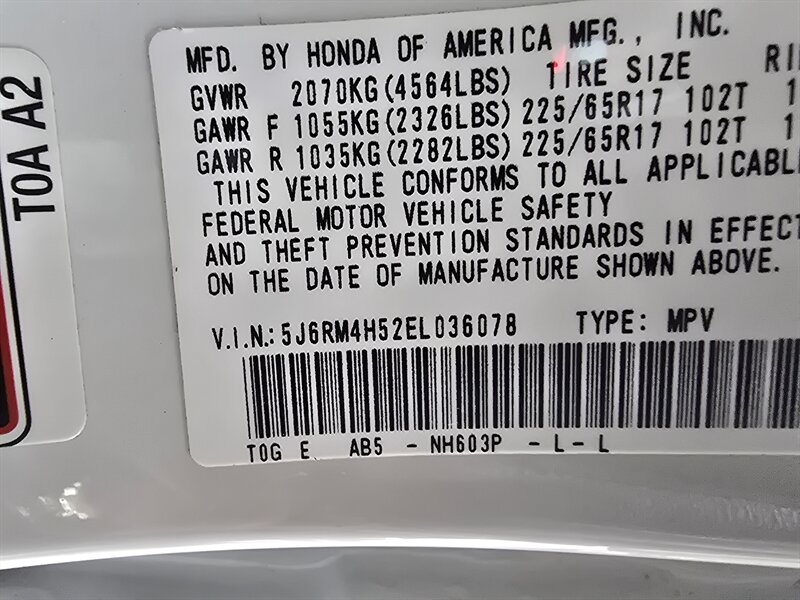 TOA A2
MFD. BY HONDA OF AMERICA MFG., INC.
GVWR 2070KG(4564LBS) TIRE SIZE
GAWR F 1055KG(2326LBS) 225/65R17 102T
GAWR R 1035KG(2282LBS) 225/65R17 102T
THIS VEHICLE CONFORMS TO ALL APPLICABL
FEDERAL MOTOR VEHICLE SAFETY
AND THEFT PREVENTION STANDARDS IN EFFECT
ON THE DATE OF MANUFACTURE SHOWN ABOVE.
V.I.N.: 5J6RM4H52EL036078 TYPE: MPV
T0G E AB5 - NH603P - L - L